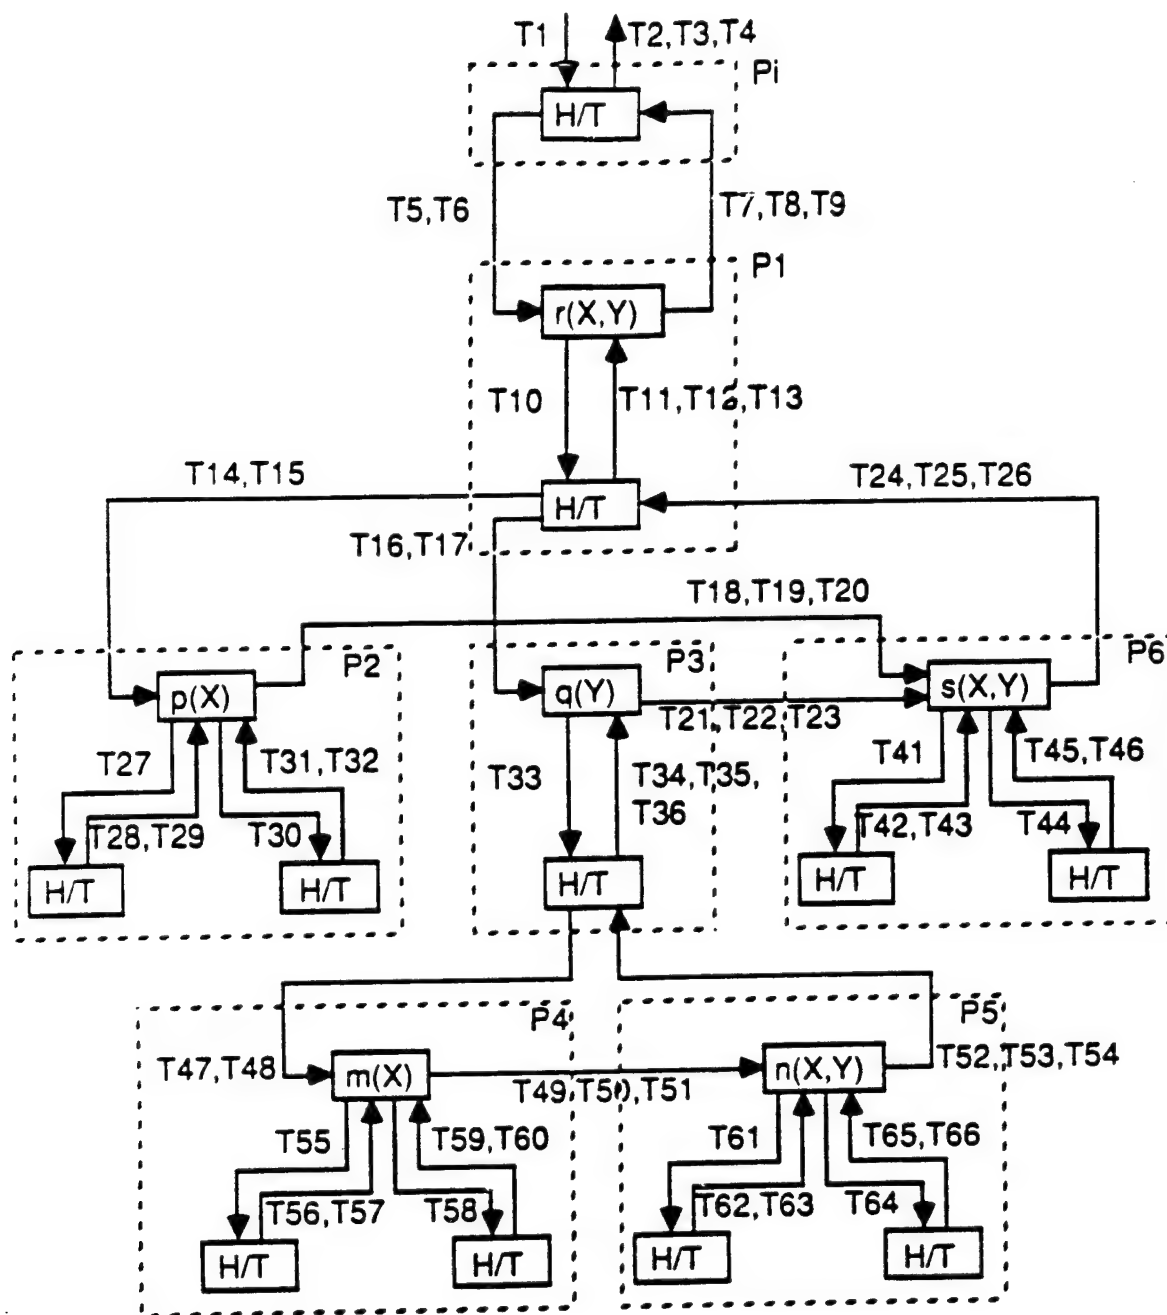 T1
T2,T3,T4
Pi
H/T
T5,T6
T7,T8,T9
P1
r(X,Y)
T10
T11,T12,T13
T14,T15
T24,T25,T26
H/T
T16,T17
T18,T19,T20
P2
P3
P6
p(X)
q(Y)
s(X,Y)
T21,T22,T23
T27
T31,T32
T33
T34,T35,
T36
T41
T45,T46
T28,T29
T30
T42,T43
T44
H/T
H/T
H/T
H/T
H/T
P4
P5
T47,T48
m(X)
n(X,Y)
T52,T53,T54
T49,T50,T51
T55
T59,T60
T61
T65,T66
T56,T57
T58
T62,T63
T64
H/T
H/T
H/T
H/T